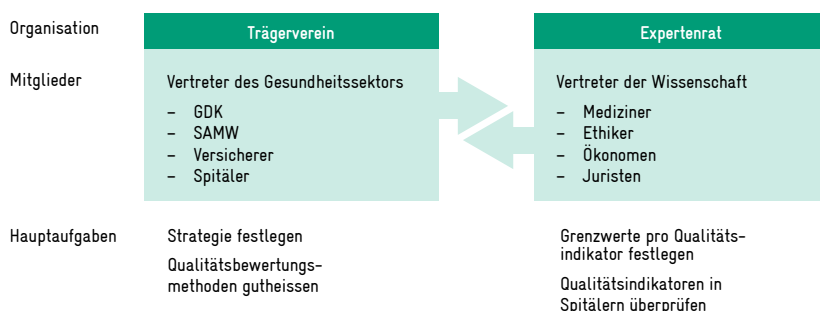 Organisation
Trägerverein
Expertenrat
Mitglieder
Vertreter des Gesundheitssektors
– GDK
– SAMW
– Versicherer
– Spitäler
Vertreter der Wissenschaft
– Mediziner
– Ethiker
– Ökonomen
– Juristen
Hauptaufgaben
Strategie festlegen
Qualitätsbewertungs-
methoden gutheissen
Grenzwerte pro Qualitäts-
indikator festlegen
Qualitätsindikatoren in
Spitälern überprüfen